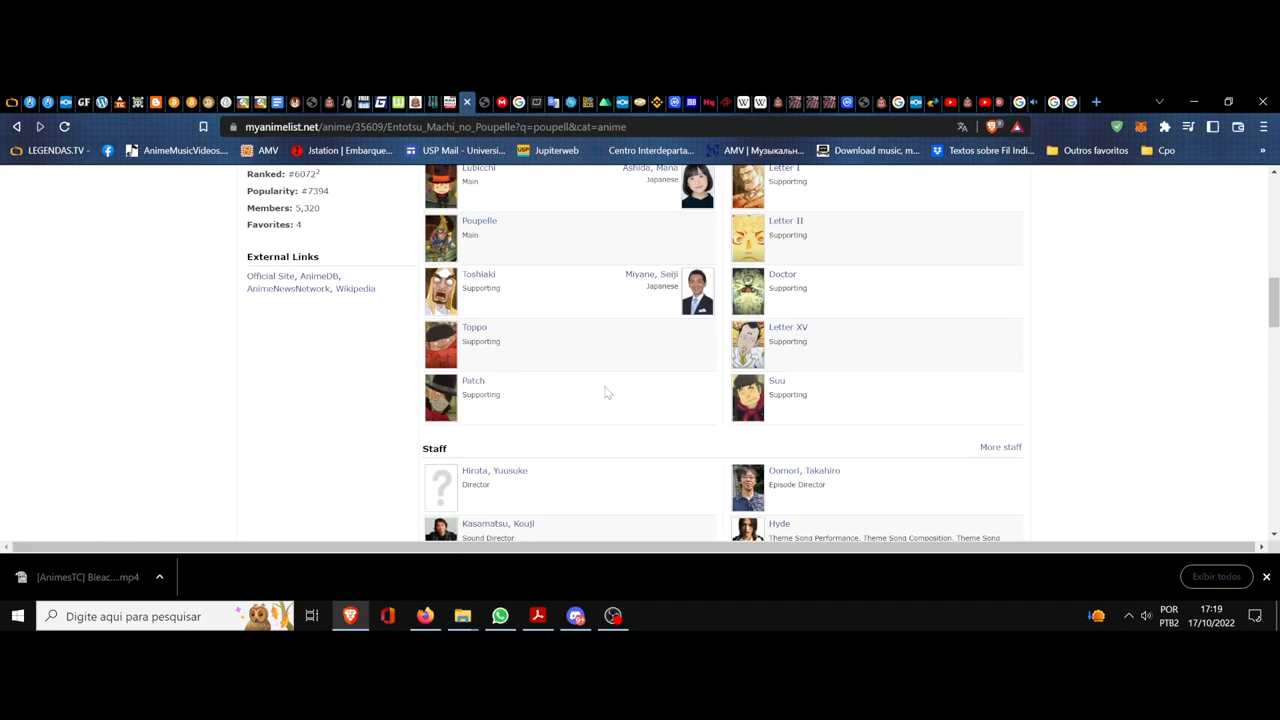 myanimelist.net/anime/35609/Entotsu_Machi_no_Poupelle?q=poupell&cat=anime
9
LEGENDAS.TV -
AnimeMusicVideos...
AMV
Jstation | Embarque...
USP Mail - Universi...
Jupiterweb
Centro Interdeparta...
AMV | Музыкальн...
Download music, m...
Textos sobre Fil Indi...
Outros favoritos
Cpo
»
Ranked: #6072²
Popularity: #7394
Members: 5,320
Favorites: 4
External Links
Official Site, AnimeDB,
AnimeNewsNetwork, Wikipedia
Lubicchi
Main
Ashida, Mana
Japanese
Letter I
Supporting
Poupelle
Main
Letter II
Supporting
Toshiaki
Supporting
Miyane, Seiji
Japanese
Doctor
Supporting
Toppo
Supporting
Letter XV
Supporting
Patch
Supporting
Suu
Supporting
Staff
More staff
Hirota, Yuusuke
Director
Oomori, Takahiro
Episode Director
Kasamatsu, Kouji
Sound Director
Hyde
Theme Song Performance, Theme Song Composition, Theme Song
[AnimesTC] Bleac....mp4
Exibir todos
Digite aqui para pesquisar
POR
PTB2
17:19
17/10/2022